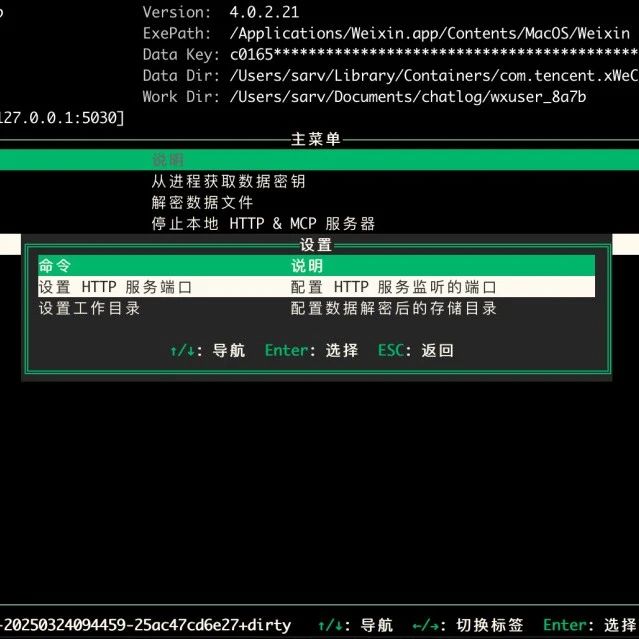 Version: 4.0.2.21
ExePath: /Applications/Weixin.app/Contents/MacOS/Weixin
Data Key: c0165******************************************
Data Dir: /Users/sarv/Library/Containers/com.tencent.xWeC
Work Dir: /Users/sarv/Documents/chatlog/wxuser_8a7b
127.0.0.1:5030]
主菜单
说明
从进程获取数据密钥
解密数据文件
停止本地 HTTP & MCP 服务器
设置
命令 说明
设置 HTTP 服务端口 配置 HTTP 服务监听的端口
设置工作目录 配置数据解密后的存储目录
↑/↓: 导航 Enter: 选择 ESC: 返回
-20250324094459-25ac47cd6e27+dirty ↑/↓: 导航 ←/→: 切换标签 Enter: 选择